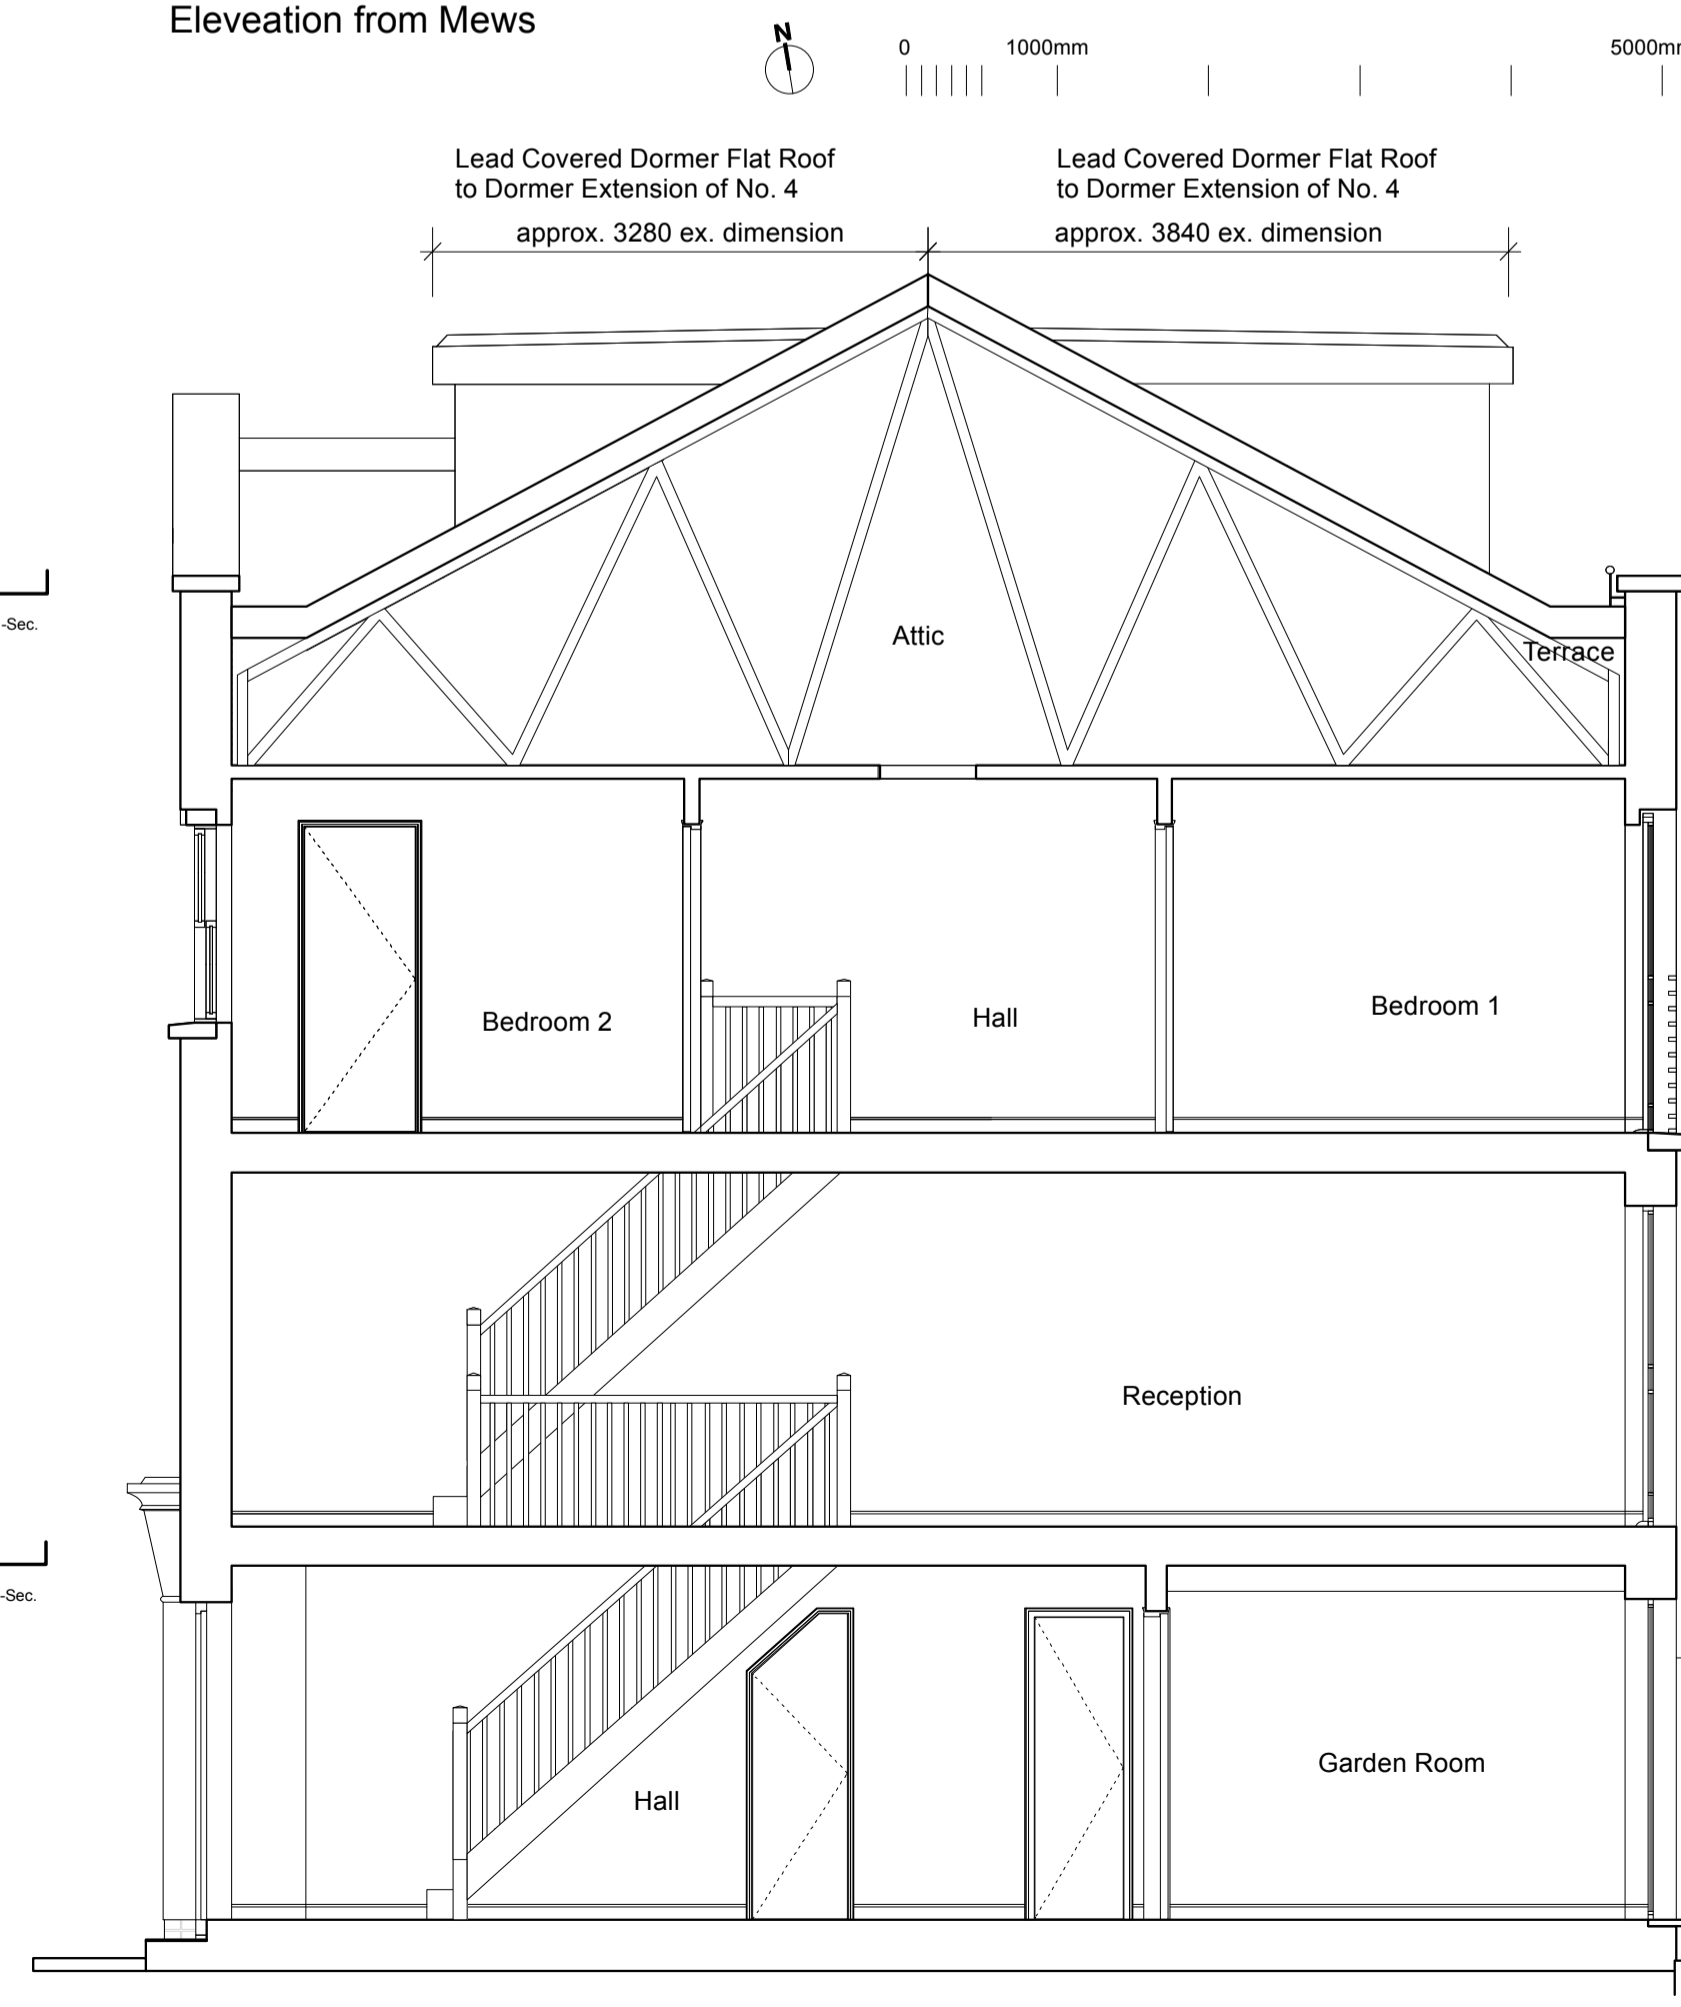 Eleveation from Mews
N
0 1000mm 5000mm
Lead Covered Dormer Flat Roof
to Dormer Extension of No. 4
approx. 3280 ex. dimension
Lead Covered Dormer Flat Roof
to Dormer Extension of No. 4
approx. 3840 ex. dimension
-Sec.
Attic
Terrace
Bedroom 2
Hall
Bedroom 1
Reception
-Sec.
Garden Room
Hall